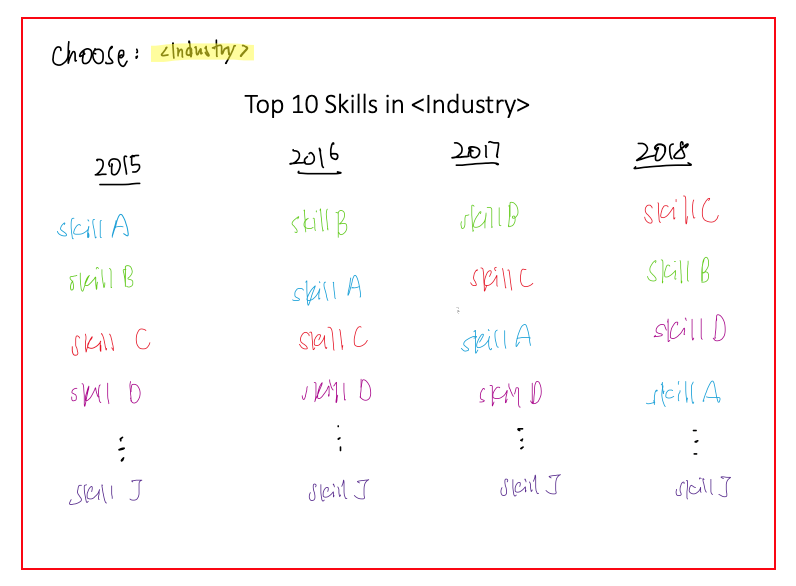 Choose: <Industry>
Top 10 Skills in <Industry>
2015 2016 2017 2018
skill A skill B skill B skill C
skill B skill A skill C skill B
skill C skill C skill A skill D
skill D skill D skill D skill A
⋮ ⋮ ⋮ ⋮
skill J skill J skill J skill J